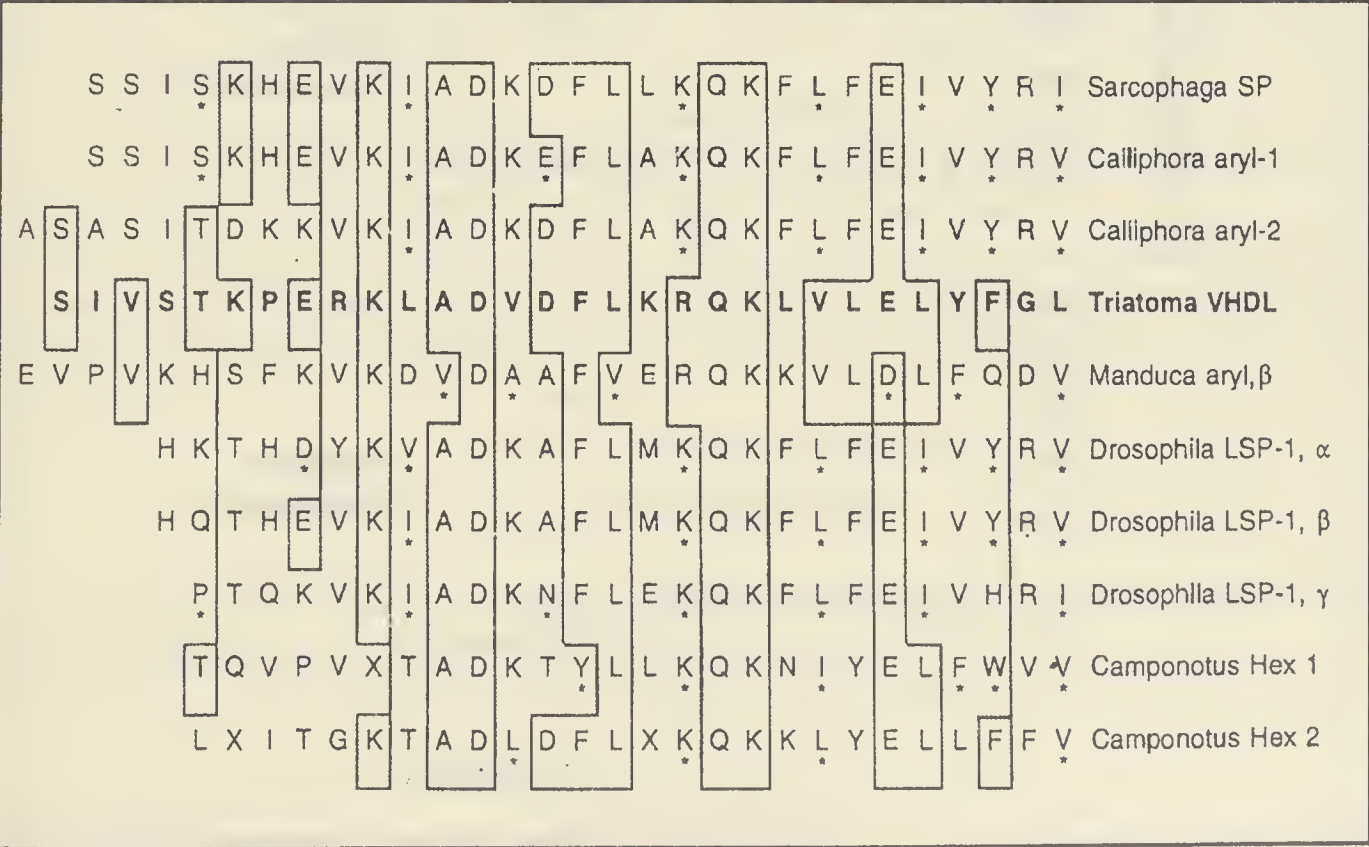 S S I S K H E V K I A D K D F L L K Q K F L F E I V Y R I Sarcophaga SP
* * * * * * *
S S I S K H E V K I A D K E F L A K Q K F L F E I V Y R V Calliphora aryl-1
* * * * * * * *
A S A S I T D K K V K I A D K D F L A K Q K F L F E I V Y R V Calliphora aryl-2
* * * * * *
S I V S T K P E R K L A D V D F L K R Q K L V L E L Y F G L Triatoma VHDL
E V P V K H S F K V K D V D A A F V E R Q K K V L D L F Q D V Manduca aryl,β
* * * * * *
H K T H D Y K V A D K A F L M K Q K F L F E I V Y R V Drosophila LSP-1, α
* * * * * * *
H Q T H E V K I A D K A F L M K Q K F L F E I V Y R V Drosophila LSP-1, β
* * * * * *
P T Q K V K I A D K N F L E K Q K F L F E I V H R I Drosophila LSP-1, γ
* * * * * * *
T Q V P V X T A D K T Y L L K Q K N I Y E L F W V V Camponotus Hex 1
* * * * * *
L X I T G K T A D L D F L X K Q K K L Y E L L F F V Camponotus Hex 2
* * * *